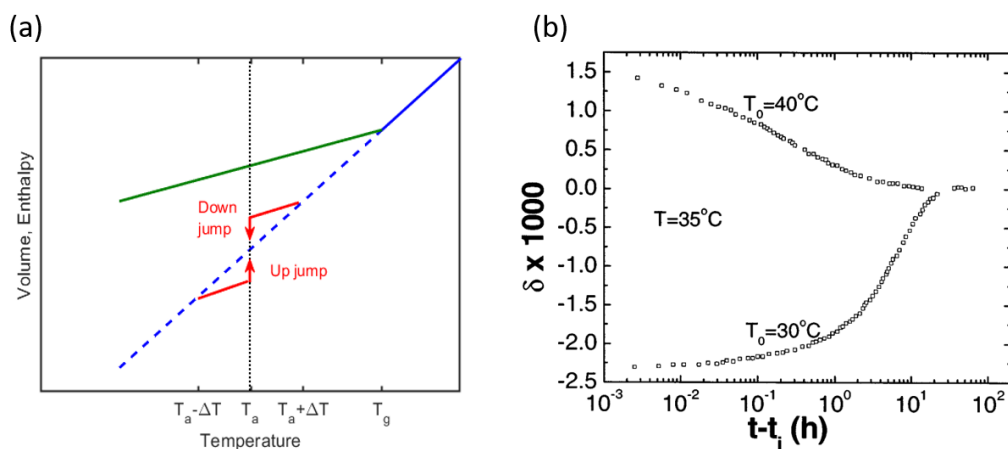 (a)
Volume, Enthalpy
Down
jump
Up jump
Tₐ-ΔT
Tₐ
Tₐ+ΔT
T_g
Temperature
(b)
δ x 1000
1.5
1.0
0.5
0.0
-0.5
-1.0
-1.5
-2.0
-2.5
T₀=40°C
T=35°C
T₀=30°C
10⁻³
10⁻²
10⁻¹
10⁰
10¹
10²
t-tᵢ (h)